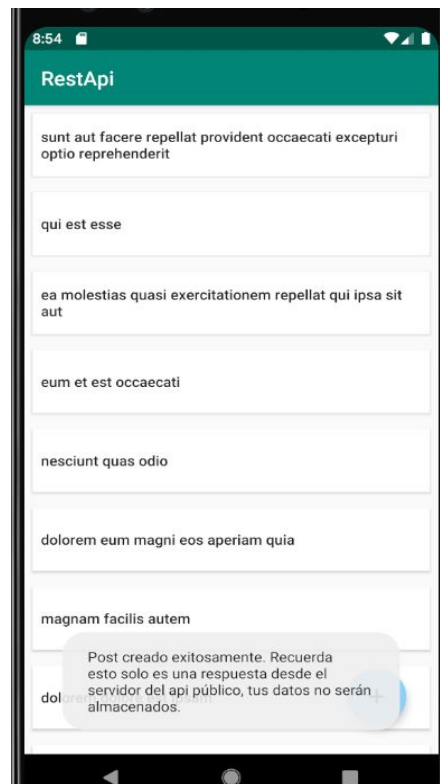 8:54
RestApi
sunt aut facere repellat provident occaecati excepturi
optio reprehenderit
qui est esse
ea molestias quasi exercitationem repellat qui ipsa sit
aut
eum et est occaecati
nesciunt quas odio
dolorem eum magni eos aperiam quia
magnam facilis autem
Post creado exitosamente. Recuerda
esto solo es una respuesta desde el
servidor del api público, tus datos no serán
almacenados.
+